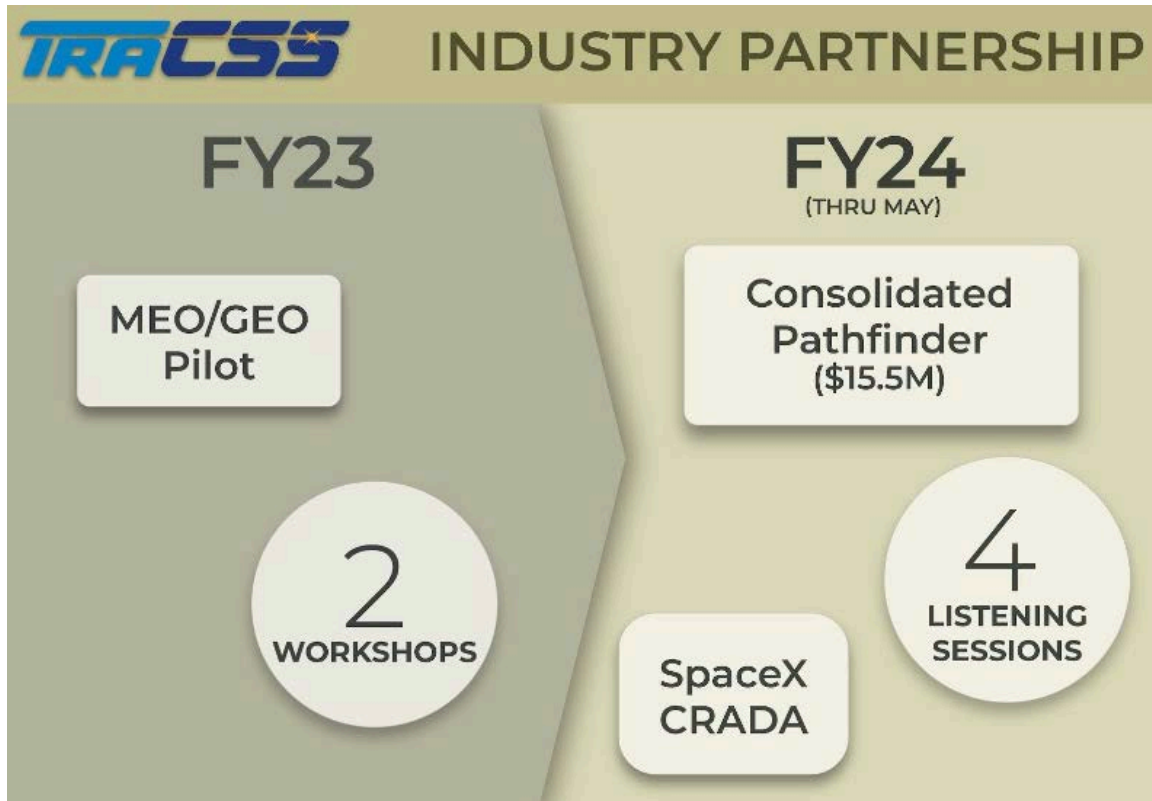 TRACSS
INDUSTRY PARTNERSHIP
FY23
MEO/GEO
Pilot
2
WORKSHOPS
FY24
(THRU MAY)
Consolidated
Pathfinder
($15.5M)
4
LISTENING
SESSIONS
SpaceX
CRADA